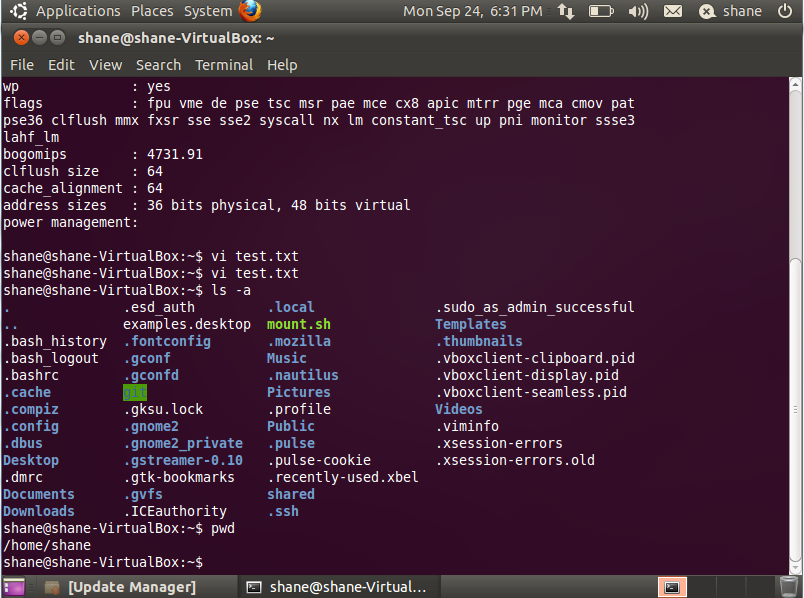 Applications Places System Mon Sep 24, 6:31 PM shane
shane@shane-VirtualBox: ~
File Edit View Search Terminal Help
wp : yes
flags : fpu vme de pse tsc msr pae mce cx8 apic mtrr pge mca cmov pat
pse36 clflush mmx fxsr sse sse2 syscall nx lm constant_tsc up pni monitor ssse3
lahf_lm
bogomips : 4731.91
clflush size : 64
cache_alignment : 64
address sizes : 36 bits physical, 48 bits virtual
power management:
shane@shane-VirtualBox:~$ vi test.txt
shane@shane-VirtualBox:~$ vi test.txt
shane@shane-VirtualBox:~$ ls -a
. .esd_auth .local .sudo_as_admin_successful
.. examples.desktop mount.sh Templates
.bash_history .fontconfig .mozilla .thumbnails
.bash_logout .gconf Music .vboxclient-clipboard.pid
.bashrc .gconfd .nautilus .vboxclient-display.pid
.cache git Pictures .vboxclient-seamless.pid
.compiz .gksu.lock .profile Videos
.config .gnome2 Public .viminfo
.dbus .gnome2_private .pulse .xsession-errors
Desktop .gstreamer-0.10 .pulse-cookie .xsession-errors.old
.dmrc .gtk-bookmarks .recently-used.xbel
Documents .gvfs shared
Downloads .ICEauthority .ssh
shane@shane-VirtualBox:~$ pwd
/home/shane
shane@shane-VirtualBox:~$
[Update Manager] shane@shane-Virtual...